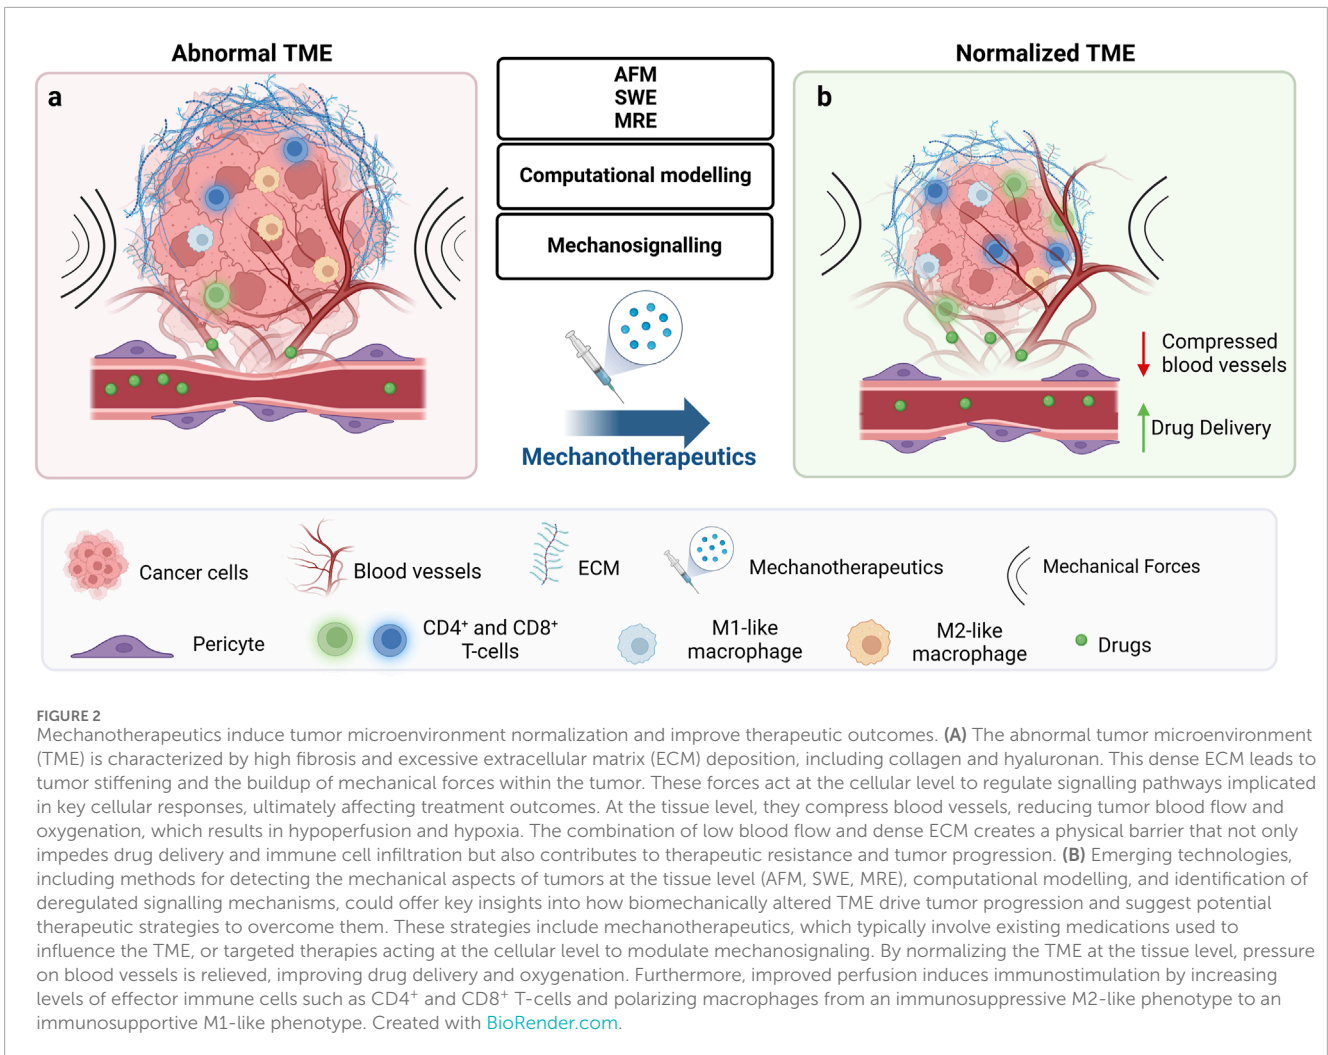 Abnormal TME
a
AFM
SWE
MRE
Computational modelling
Mechanosignalling
Mechanotherapeutics
Normalized TME
b
Compressed
blood vessels
Drug Delivery
Cancer cells
Blood vessels
ECM
Mechanotherapeutics
Mechanical Forces
Pericyte
CD4⁺ and CD8⁺
T-cells
M1-like
macrophage
M2-like
macrophage
Drugs
FIGURE 2
Mechanotherapeutics induce tumor microenvironment normalization and improve therapeutic outcomes. (A) The abnormal tumor microenvironment
(TME) is characterized by high fibrosis and excessive extracellular matrix (ECM) deposition, including collagen and hyaluronan. This dense ECM leads to
tumor stiffening and the buildup of mechanical forces within the tumor. These forces act at the cellular level to regulate signalling pathways implicated
in key cellular responses, ultimately affecting treatment outcomes. At the tissue level, they compress blood vessels, reducing tumor blood flow and
oxygenation, which results in hypoperfusion and hypoxia. The combination of low blood flow and dense ECM creates a physical barrier that not only
impedes drug delivery and immune cell infiltration but also contributes to therapeutic resistance and tumor progression. (B) Emerging technologies,
including methods for detecting the mechanical aspects of tumors at the tissue level (AFM, SWE, MRE), computational modelling, and identification of
deregulated signalling mechanisms, could offer key insights into how biomechanically altered TME drive tumor progression and suggest potential
therapeutic strategies to overcome them. These strategies include mechanotherapeutics, which typically involve existing medications used to
influence the TME, or targeted therapies acting at the cellular level to modulate mechanosignaling. By normalizing the TME at the tissue level, pressure
on blood vessels is relieved, improving drug delivery and oxygenation. Furthermore, improved perfusion induces immunostimulation by increasing
levels of effector immune cells such as CD4⁺ and CD8⁺ T-cells and polarizing macrophages from an immunosuppressive M2-like phenotype to an
immunosupportive M1-like phenotype. Created with BioRender.com.